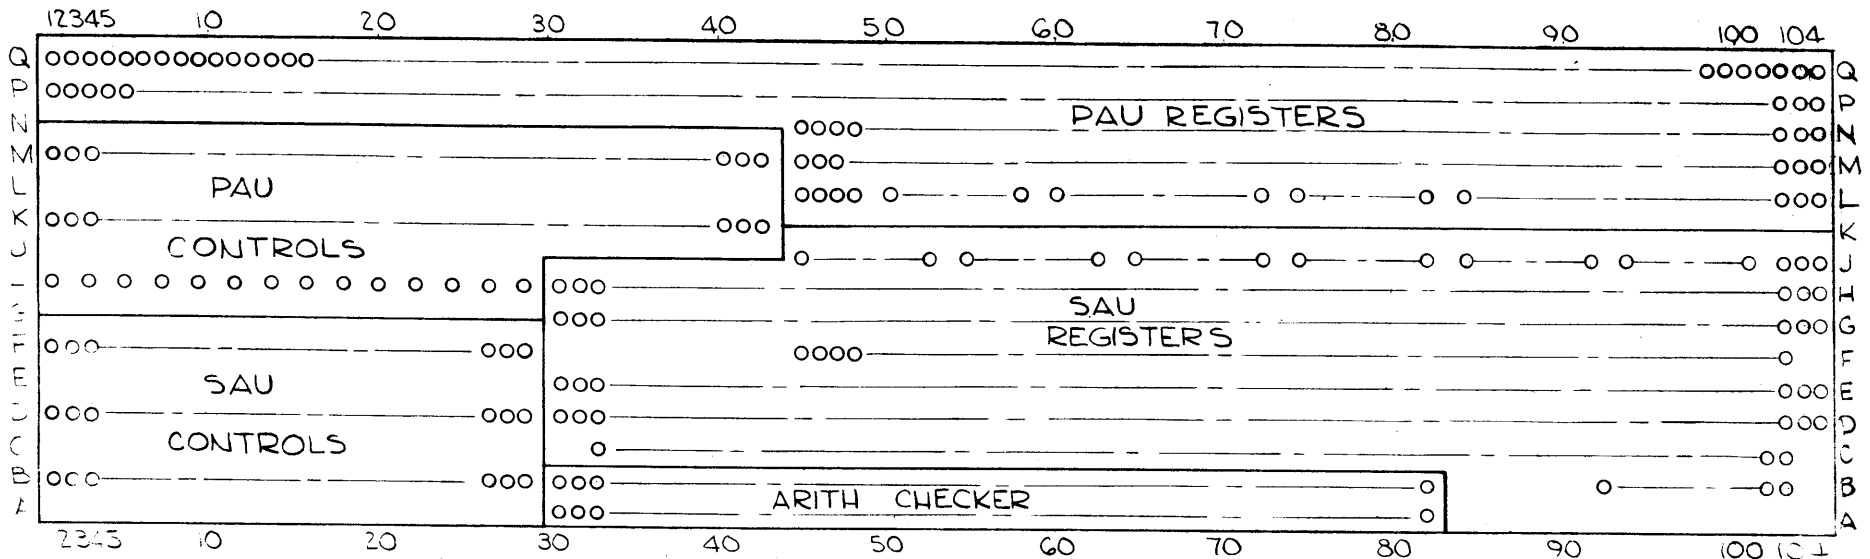 12345 10 20 30 40 50 60 70 80 90 100 104
Q Q
P P
PAU REGISTERS
N N
M M
PAU
L L
K K
CONTROLS
J J
H
SAU
G
REGISTERS
F F
SAU
E E
D
CONTROLS
C C
B B
ARITH CHECKER
A
2345 10 20 30 40 50 60 70 80 90 100 104